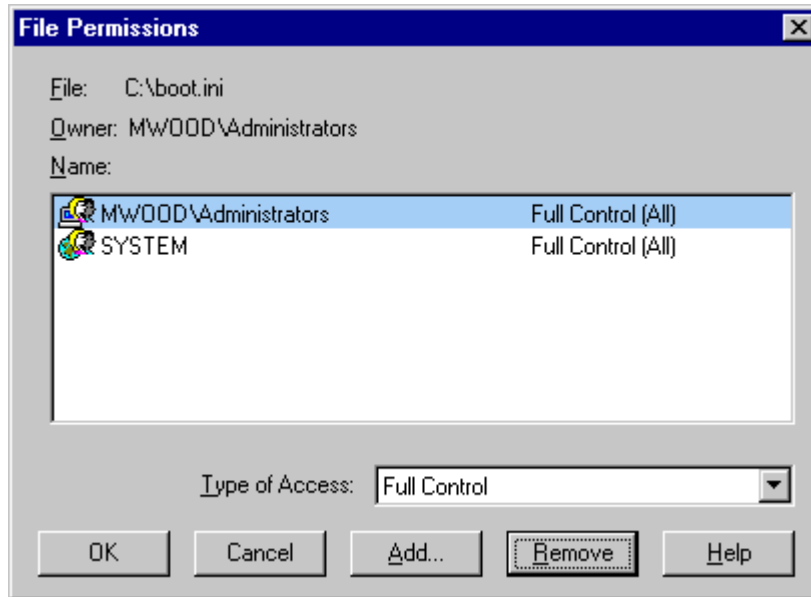 File Permissions
File: C:\boot.ini
Owner: MWOOD\Administrators
Name:
MWOOD\Administrators Full Control (All)
SYSTEM Full Control (All)
Type of Access: Full Control
OK Cancel Add... Remove Help